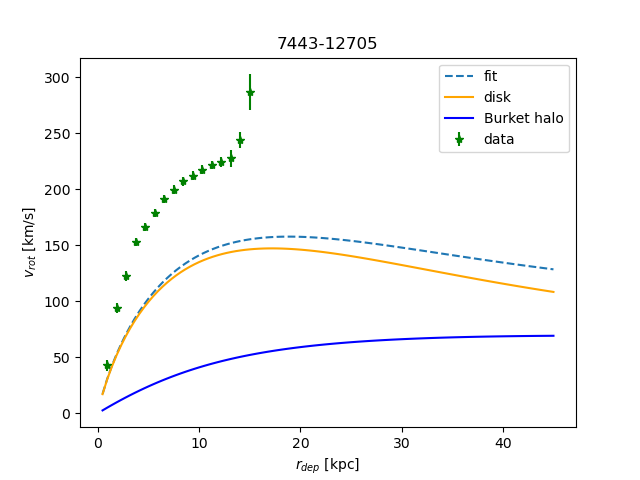 7443-12705
300
250
200
150
100
50
0
v_rot [km/s]
fit
disk
Burket halo
data
0 10 20 30 40
r_dep [kpc]